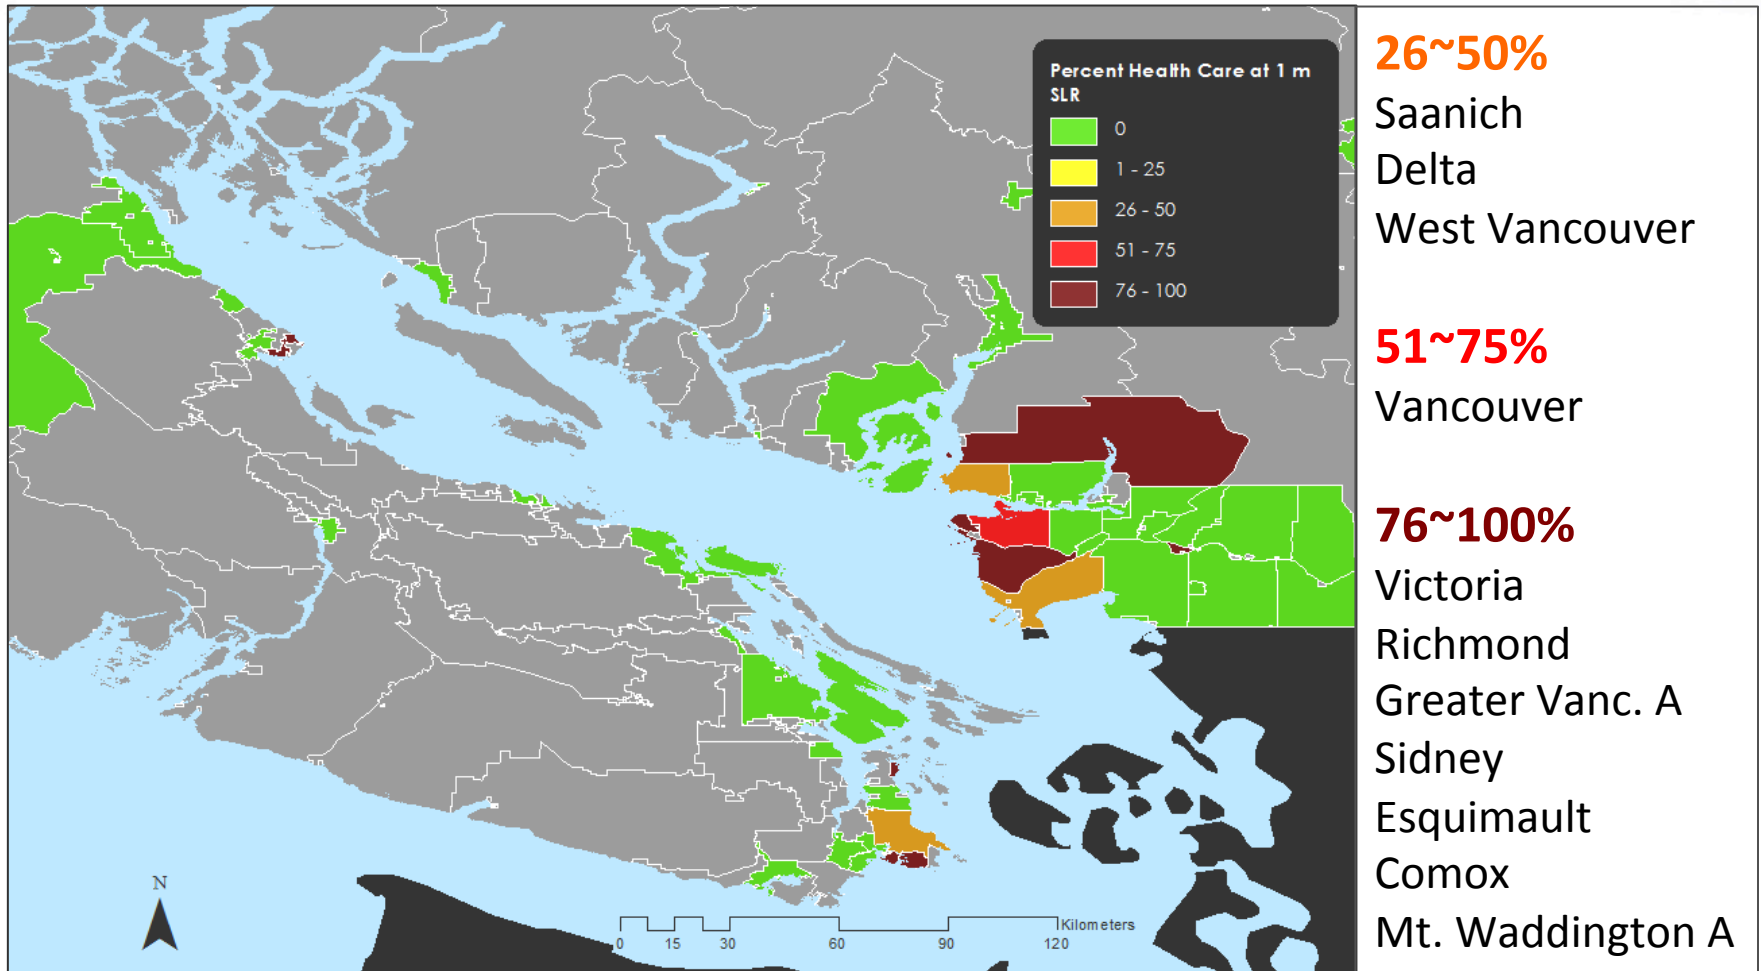 Percent Health Care at 1 m
SLR
0
1 - 25
26 - 50
51 - 75
76 - 100
N
Kilometers
0 15 30 60 90 120
26~50%
Saanich
Delta
West Vancouver
51~75%
Vancouver
76~100%
Victoria
Richmond
Greater Vanc. A
Sidney
Esquimault
Comox
Mt. Waddington A